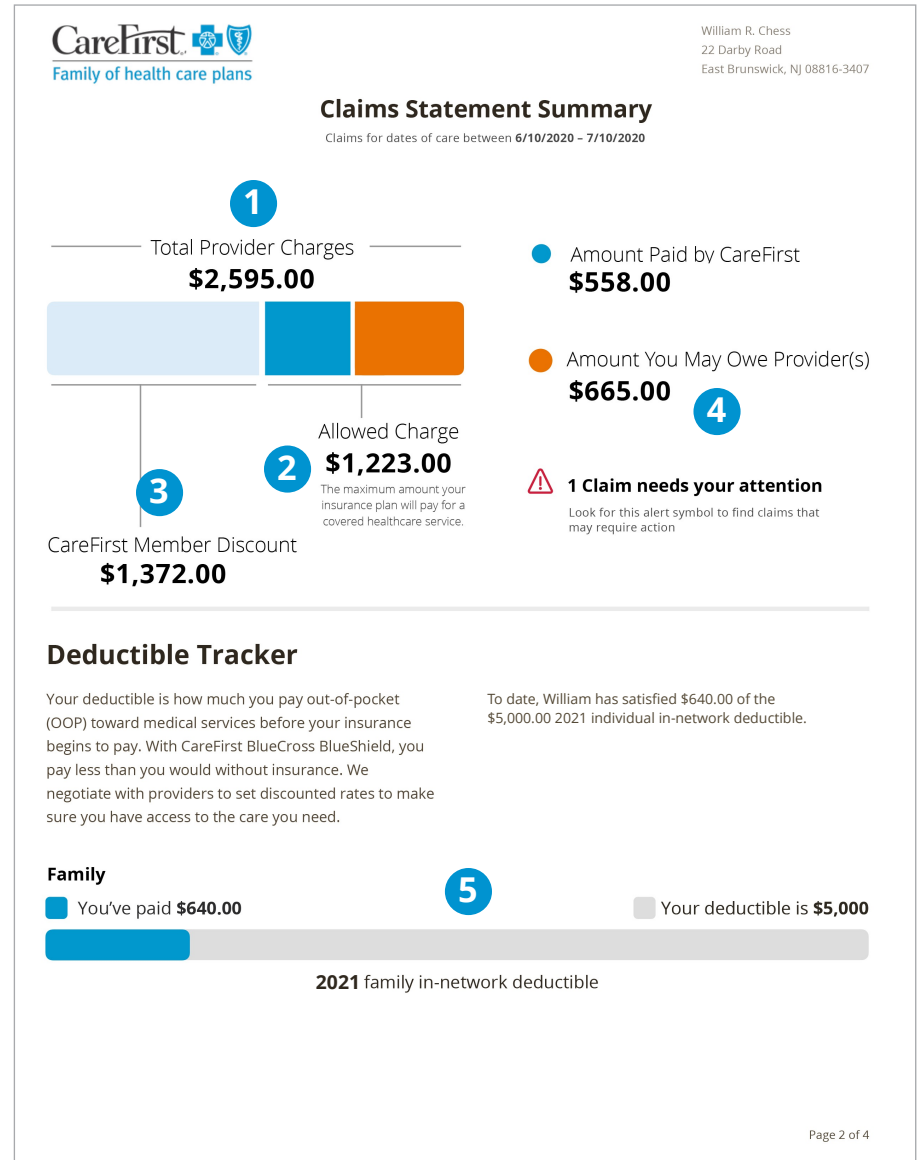 CareFirst
Family of health care plans
William R. Chess
22 Darby Road
East Brunswick, NJ 08816-3407
Claims Statement Summary
Claims for dates of care between 6/10/2020 – 7/10/2020
1
Total Provider Charges
$2,595.00
Amount Paid by CareFirst
$558.00
Amount You May Owe Provider(s)
$665.00
4
Allowed Charge
2
$1,223.00
The maximum amount your
insurance plan will pay for a
covered healthcare service.
3
CareFirst Member Discount
$1,372.00
1 Claim needs your attention
Look for this alert symbol to find claims that
may require action
Deductible Tracker
Your deductible is how much you pay out-of-pocket
(OOP) toward medical services before your insurance
begins to pay. With CareFirst BlueCross BlueShield, you
pay less than you would without insurance. We
negotiate with providers to set discounted rates to make
sure you have access to the care you need.
To date, William has satisfied $640.00 of the
$5,000.00 2021 individual in-network deductible.
Family
5
You’ve paid $640.00
Your deductible is $5,000
2021 family in-network deductible
Page 2 of 4